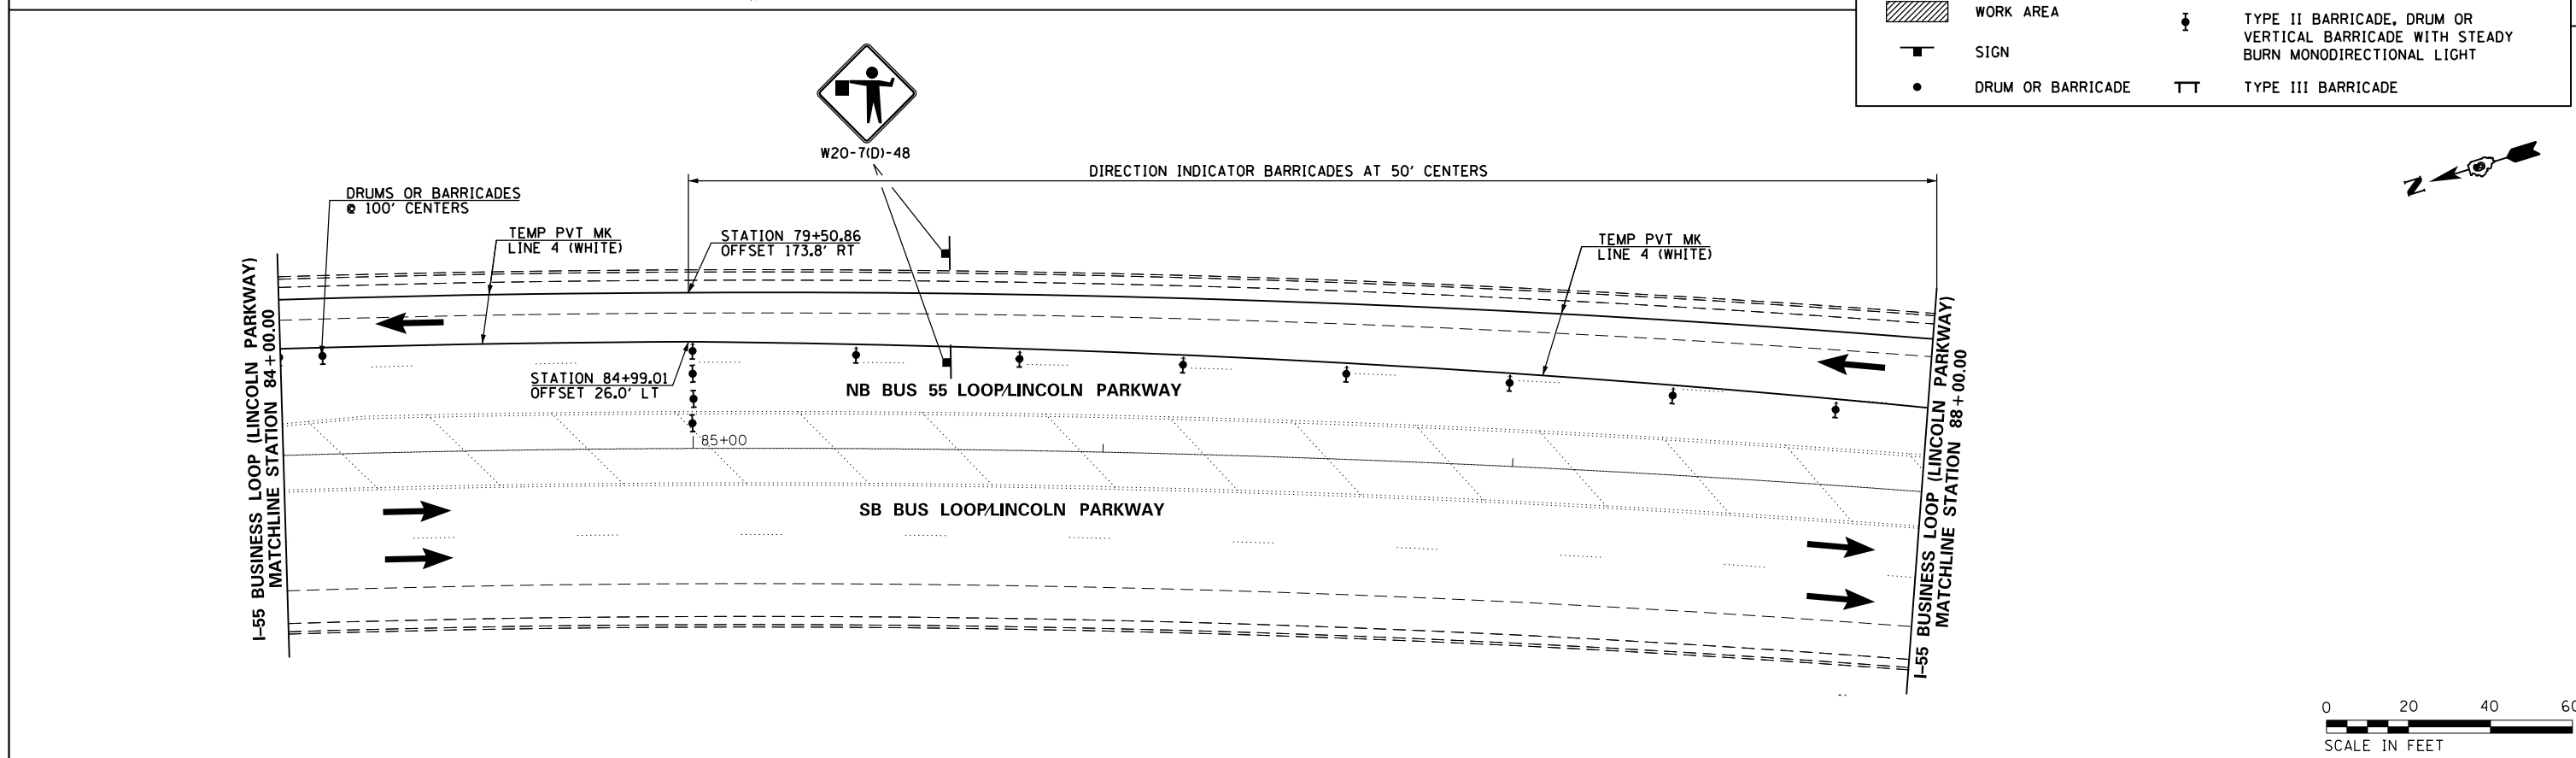 WORK AREA
SIGN
DRUM OR BARRICADE
TYPE II BARRICADE, DRUM OR
VERTICAL BARRICADE WITH STEADY
BURN MONODIRECTIONAL LIGHT
TYPE III BARRICADE
W20-7(D)-48
DIRECTION INDICATOR BARRICADES AT 50' CENTERS
N
DRUMS OR BARRICADES
@ 100' CENTERS
TEMP PVT MK
LINE 4 (WHITE)
STATION 79+50.86
OFFSET 173.8' RT
TEMP PVT MK
LINE 4 (WHITE)
I-55 BUSINESS LOOP (LINCOLN PARKWAY)
MATCHLINE STATION 84+00.00
STATION 84+99.01
OFFSET 26.0' LT
NB BUS 55 LOOP/LINCOLN PARKWAY
85+00
SB BUS LOOP/LINCOLN PARKWAY
I-55 BUSINESS LOOP (LINCOLN PARKWAY)
MATCHLINE STATION 88+00.00
0 20 40 60
SCALE IN FEET